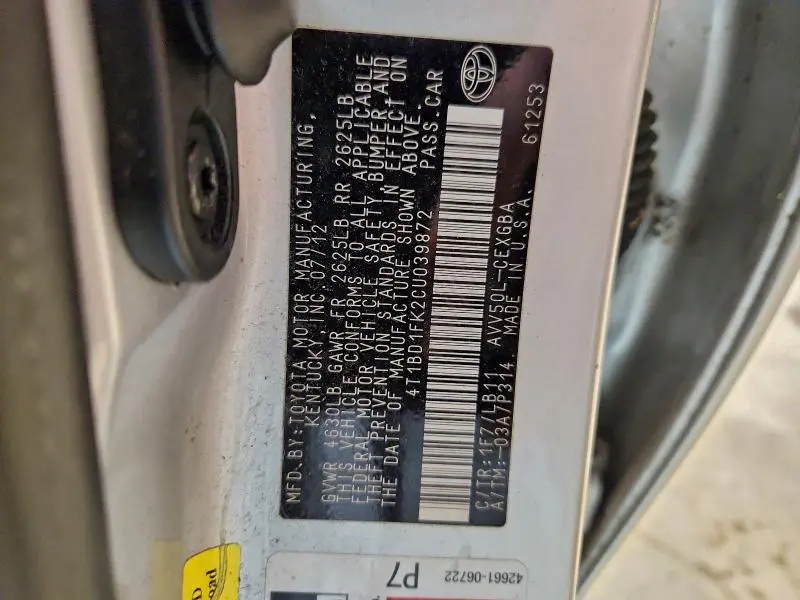 MFD.BY:TOYOTA MOTOR MANUFACTURING,
KENTUCKY INC 07/12
GVWR 4630LB GAWR FR 2625LB RR 2625LB
THIS VEHICLE CONFORMS TO ALL APPLICABLE
FEDERAL MOTOR VEHICLE SAFETY, BUMPER, AND
THEFT PREVENTION STANDARDS IN EFFECT ON
THE DATE OF MANUFACTURE SHOWN ABOVE.
4T1BD1FK2CU039872 PASS.CAR
C/TR:1F7/LB11 AVV50L-CEXGBA
A/TM:-03A7P314 MADE IN U.S.A. 61253
42661-06722
P7